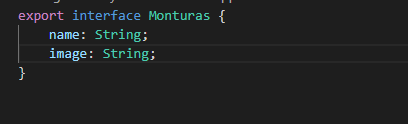 export interface Monturas {
    name: String;
    image: String;
}